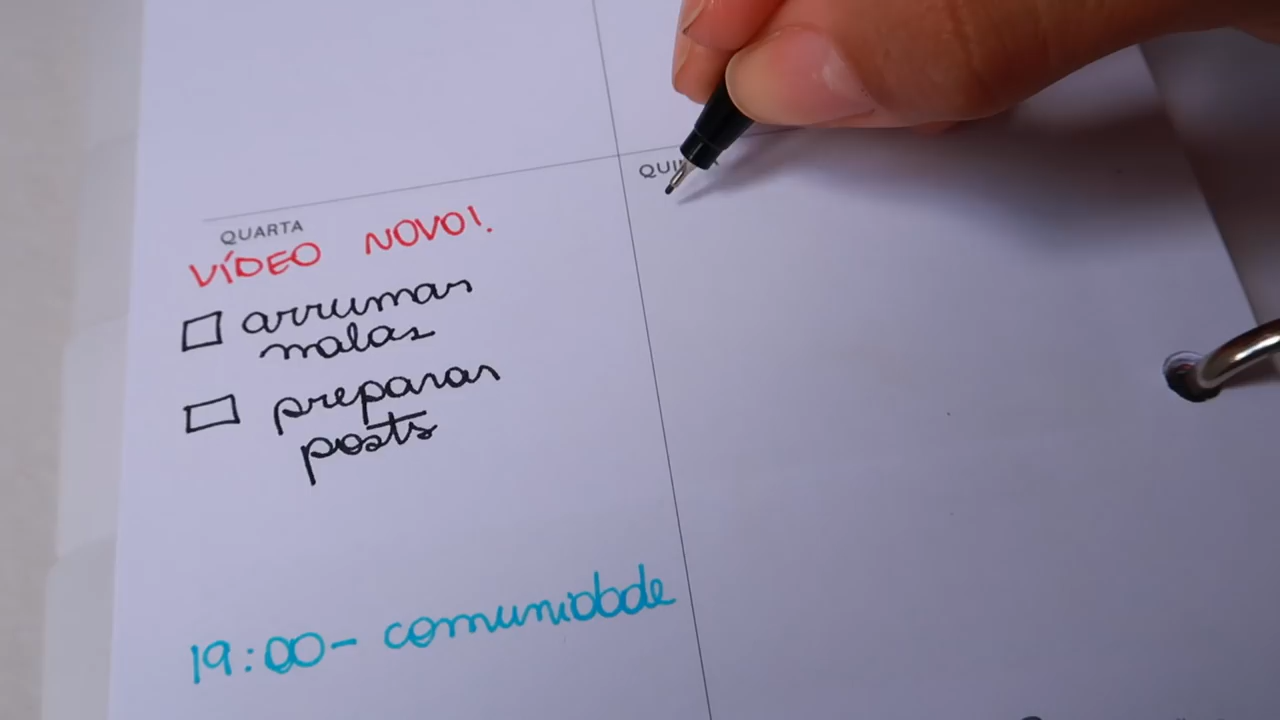 QUARTA
VÍDEO NOVO!
arrumar
malas
preparar
posts
19:00 - comunidade